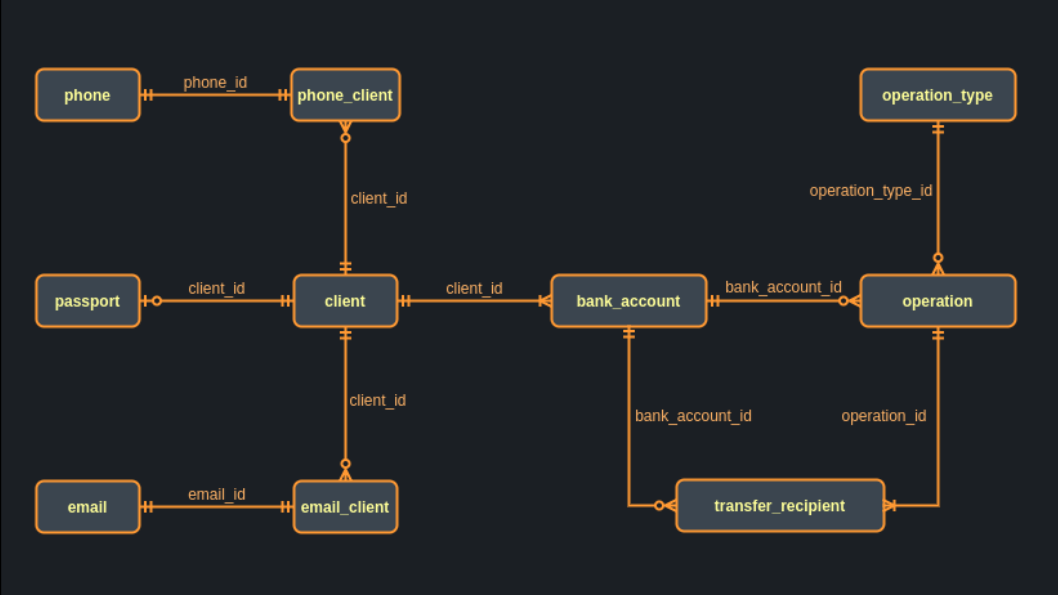 phone
phone_id
phone_client
operation_type
client_id
operation_type_id
passport
client_id
client
client_id
bank_account
bank_account_id
operation
client_id
bank_account_id
operation_id
email
email_id
email_client
transfer_recipient